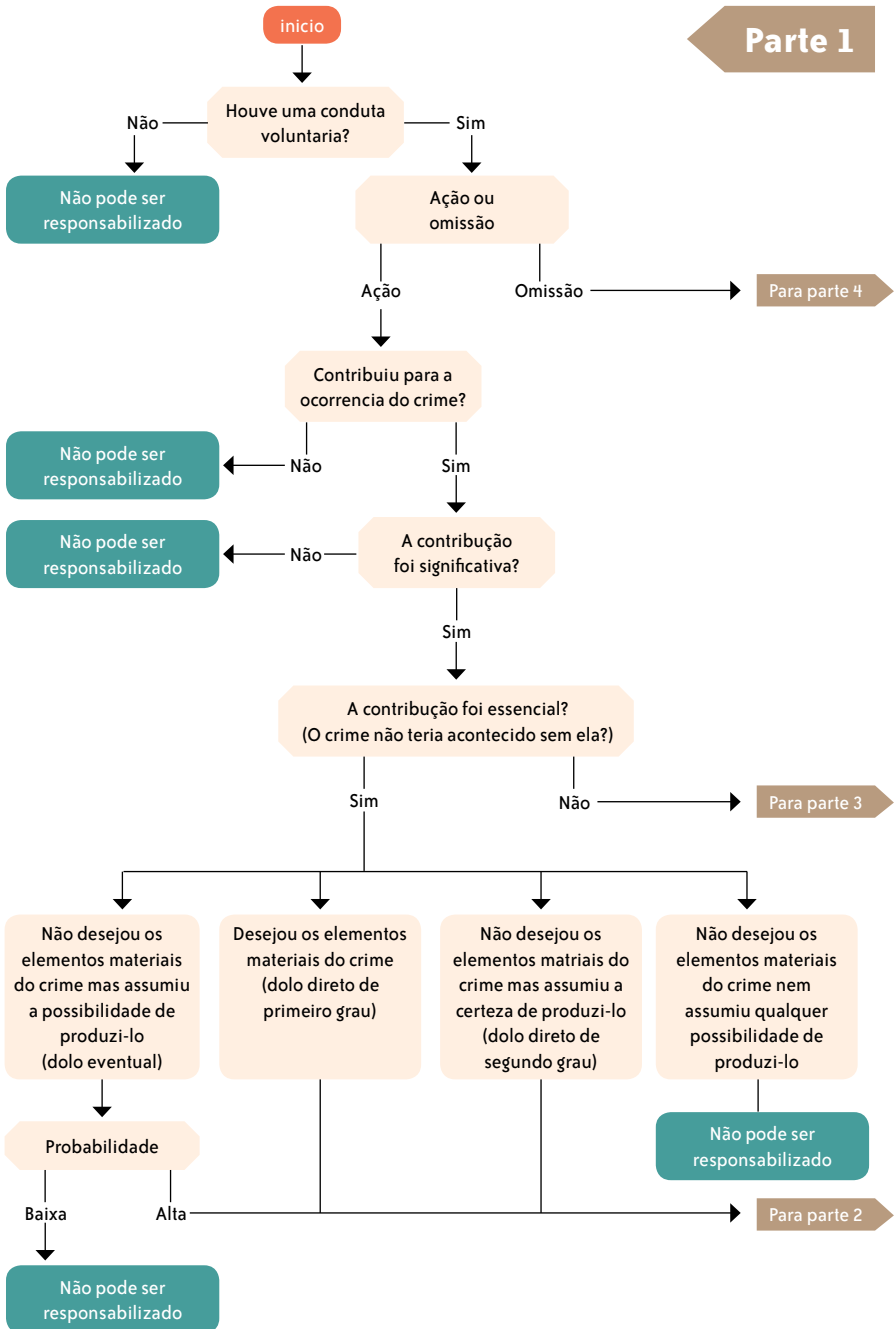 inicio
Parte 1
Houve uma conduta
voluntaria?
Não
Sim
Não pode ser
responsabilizado
Ação ou
omissão
Ação
Omissão
Para parte 4
Contribuiu para a
ocorrencia do crime?
Não pode ser
responsabilizado
Não
Sim
Não pode ser
responsabilizado
Não
A contribuição
foi significativa?
Sim
A contribuição foi essencial?
(O crime não teria acontecido sem ela?)
Sim
Não
Para parte 3
Não desejou os
elementos materiais
do crime mas assumiu
a possibilidade de
produzi-lo
(dolo eventual)
Desejou os elementos
materiais do crime
(dolo direto de
primeiro grau)
Não desejou os
elementos matriais do
crime mas assumiu a
certeza de produzi-lo
(dolo direto de
segundo grau)
Não desejou os
elementos materiais
do crime nem
assumiu qualquer
possibilidade de
produzi-lo
Probabilidade
Não pode ser
responsabilizado
Baixa
Alta
Para parte 2
Não pode ser
responsabilizado